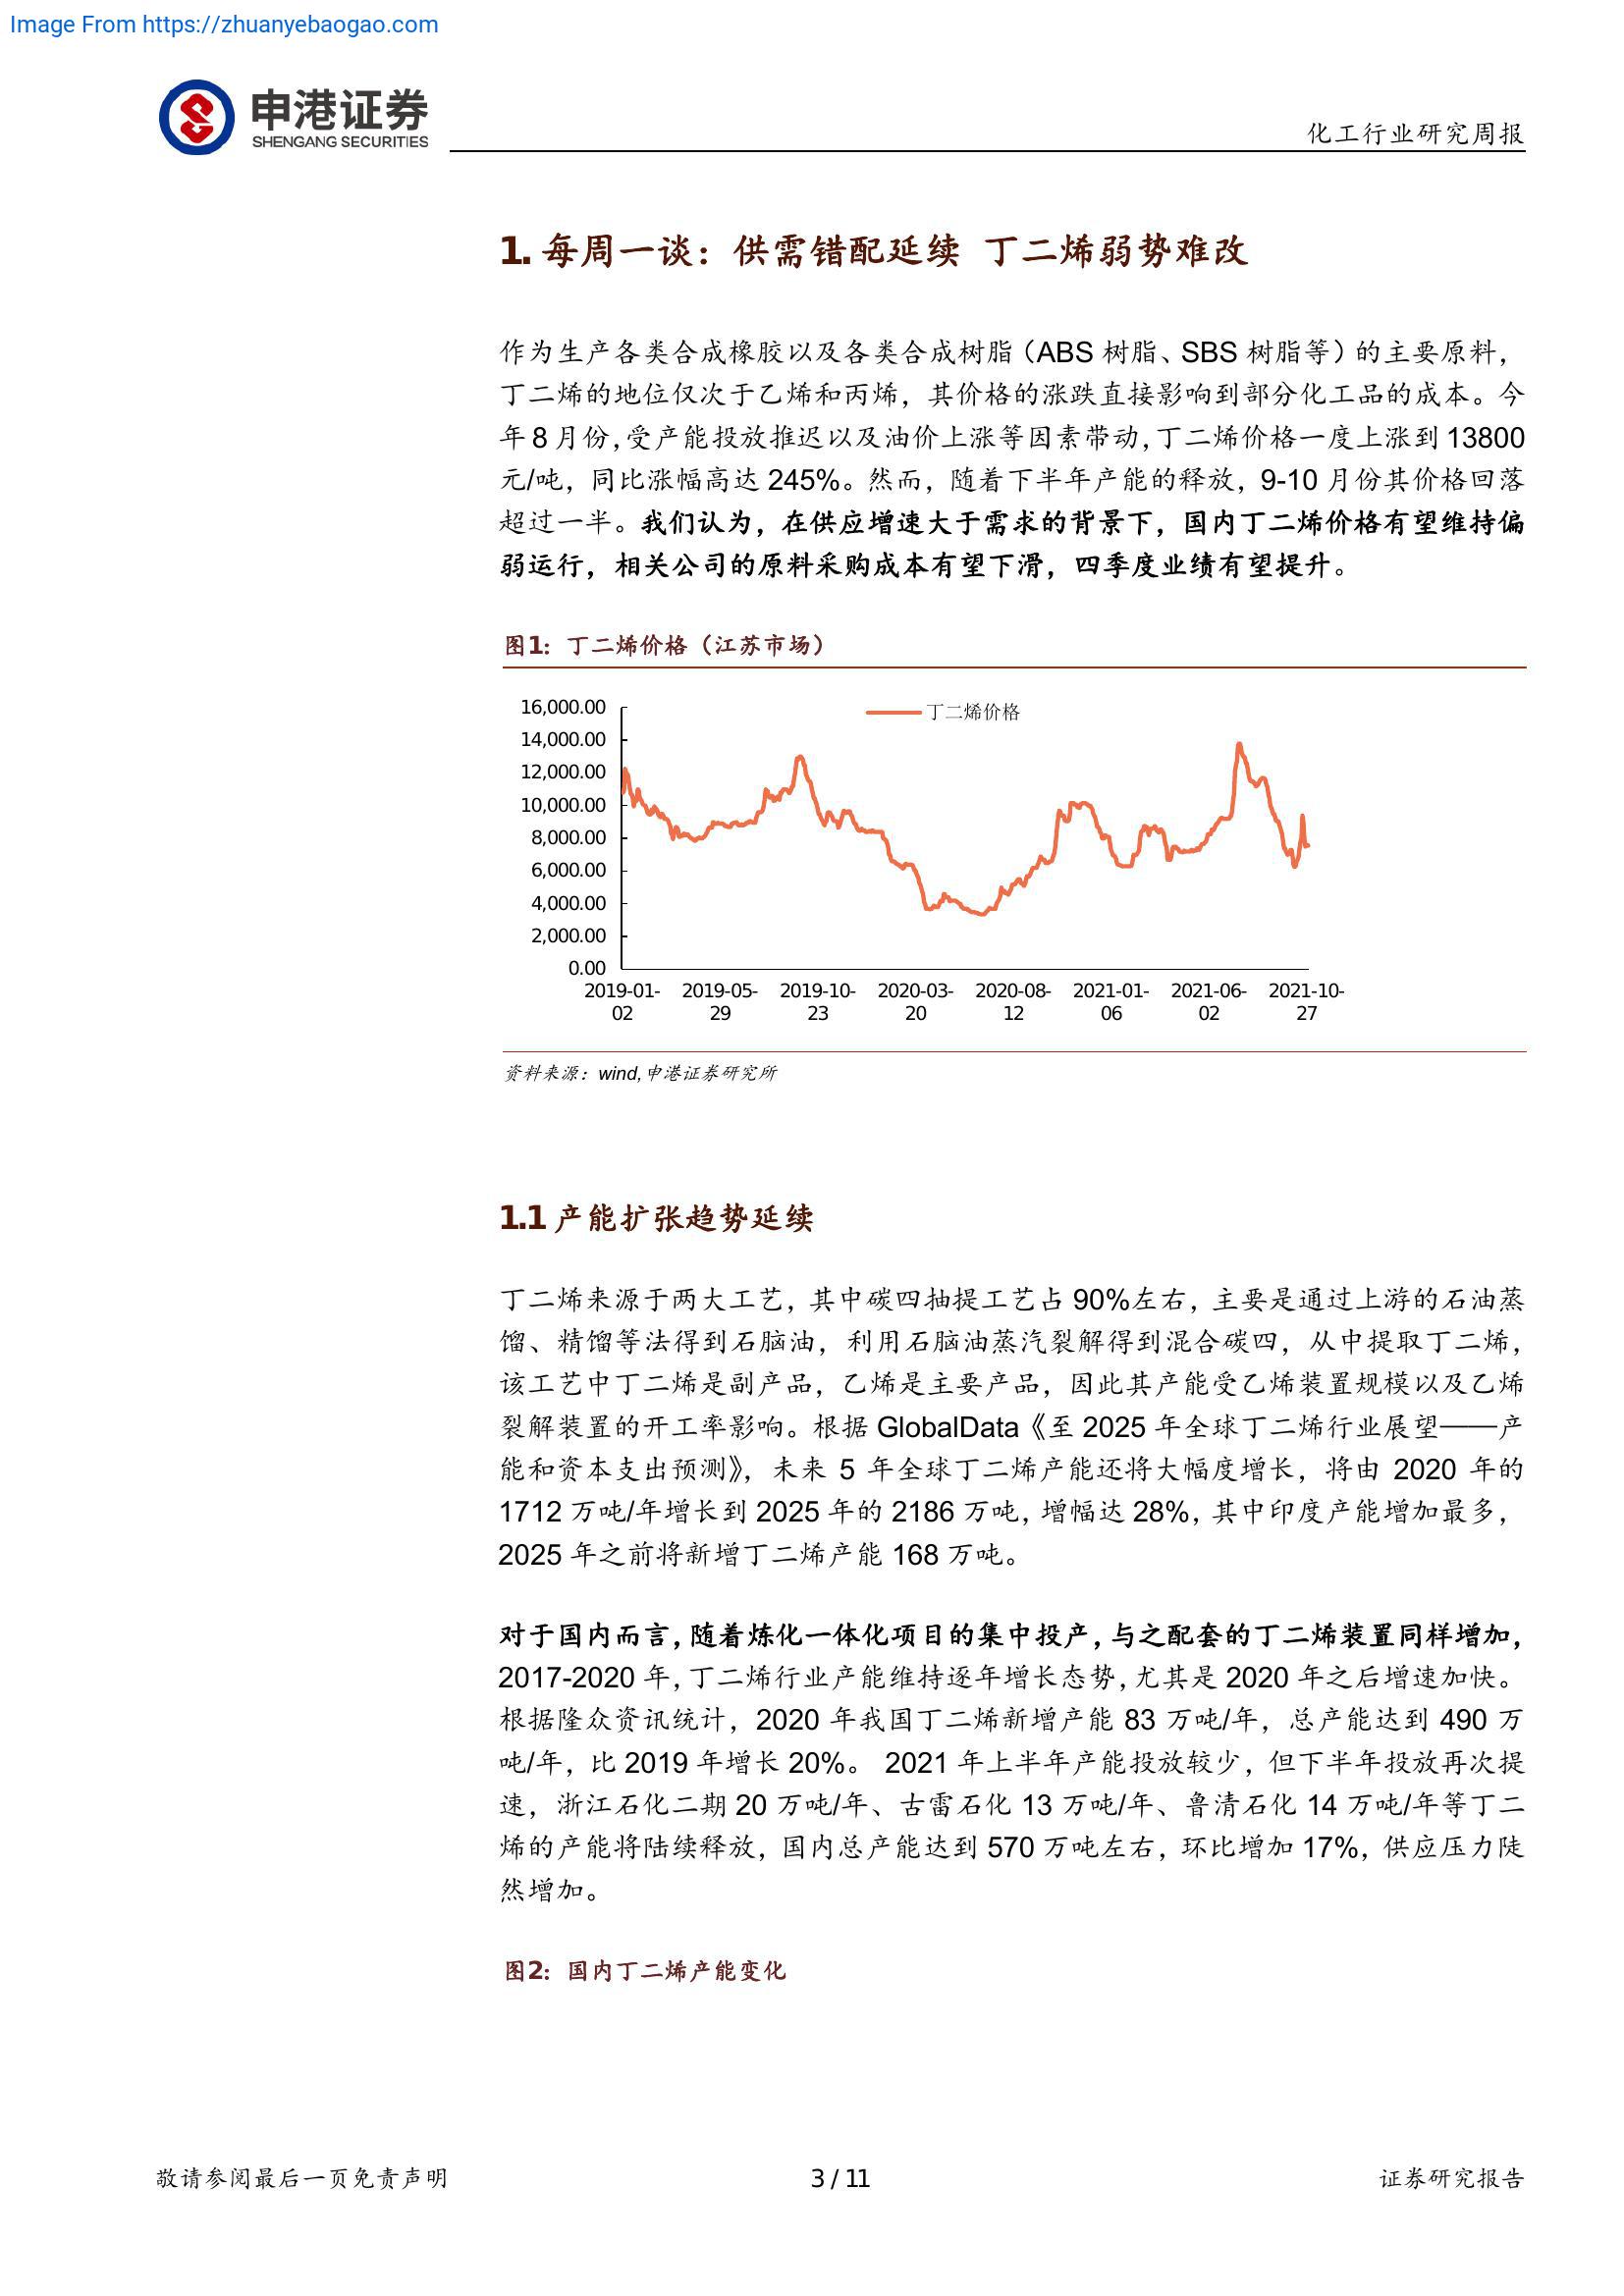 Image From https://zhuanyebaogao.com
申港证券
SHENGANG SECURITIES
化工行业研究周报
1. 每周一谈：供需错配延续 丁二烯弱势难改
作为生产各类合成橡胶以及各类合成树脂（ABS 树脂、SBS 树脂等）的主要原料，
丁二烯的地位仅次于乙烯和丙烯，其价格的涨跌直接影响到部分化工品的成本。今
年 8 月份，受产能投放推迟以及油价上涨等因素带动，丁二烯价格一度上涨到 13800
元/吨，同比涨幅高达 245%。然而，随着下半年产能的释放，9-10 月份其价格回落
超过一半。我们认为，在供应增速大于需求的背景下，国内丁二烯价格有望维持偏
弱运行，相关公司的原料采购成本有望下滑，四季度业绩有望提升。
图1：丁二烯价格（江苏市场）
丁二烯价格
16,000.00
14,000.00
12,000.00
10,000.00
8,000.00
6,000.00
4,000.00
2,000.00
0.00
2019-01-02
2019-05-29
2019-10-23
2020-03-20
2020-08-12
2021-01-06
2021-06-02
2021-10-27
资料来源：wind,申港证券研究所
1.1 产能扩张趋势延续
丁二烯来源于两大工艺，其中碳四抽提工艺占 90%左右，主要是通过上游的石油蒸
馏、精馏等法得到石脑油，利用石脑油蒸汽裂解得到混合碳四，从中提取丁二烯，
该工艺中丁二烯是副产品，乙烯是主要产品，因此其产能受乙烯装置规模以及乙烯
裂解装置的开工率影响。根据 GlobalData《至 2025 年全球丁二烯行业展望——产
能和资本支出预测》，未来 5 年全球丁二烯产能还将大幅度增长，将由 2020 年的
1712 万吨/年增长到 2025 年的 2186 万吨，增幅达 28%，其中印度产能增加最多，
2025 年之前将新增丁二烯产能 168 万吨。
对于国内而言，随着炼化一体化项目的集中投产，与之配套的丁二烯装置同样增加，
2017-2020 年，丁二烯行业产能维持逐年增长态势，尤其是 2020 年之后增速加快。
根据隆众资讯统计，2020 年我国丁二烯新增产能 83 万吨/年，总产能达到 490 万
吨/年，比 2019 年增长 20%。 2021 年上半年产能投放较少，但下半年投放再次提
速，浙江石化二期 20 万吨/年、古雷石化 13 万吨/年、鲁清石化 14 万吨/年等丁二
烯的产能将陆续释放，国内总产能达到 570 万吨左右，环比增加 17%，供应压力陡
然增加。
图2：国内丁二烯产能变化
敬请参阅最后一页免责声明
3 / 11
证券研究报告